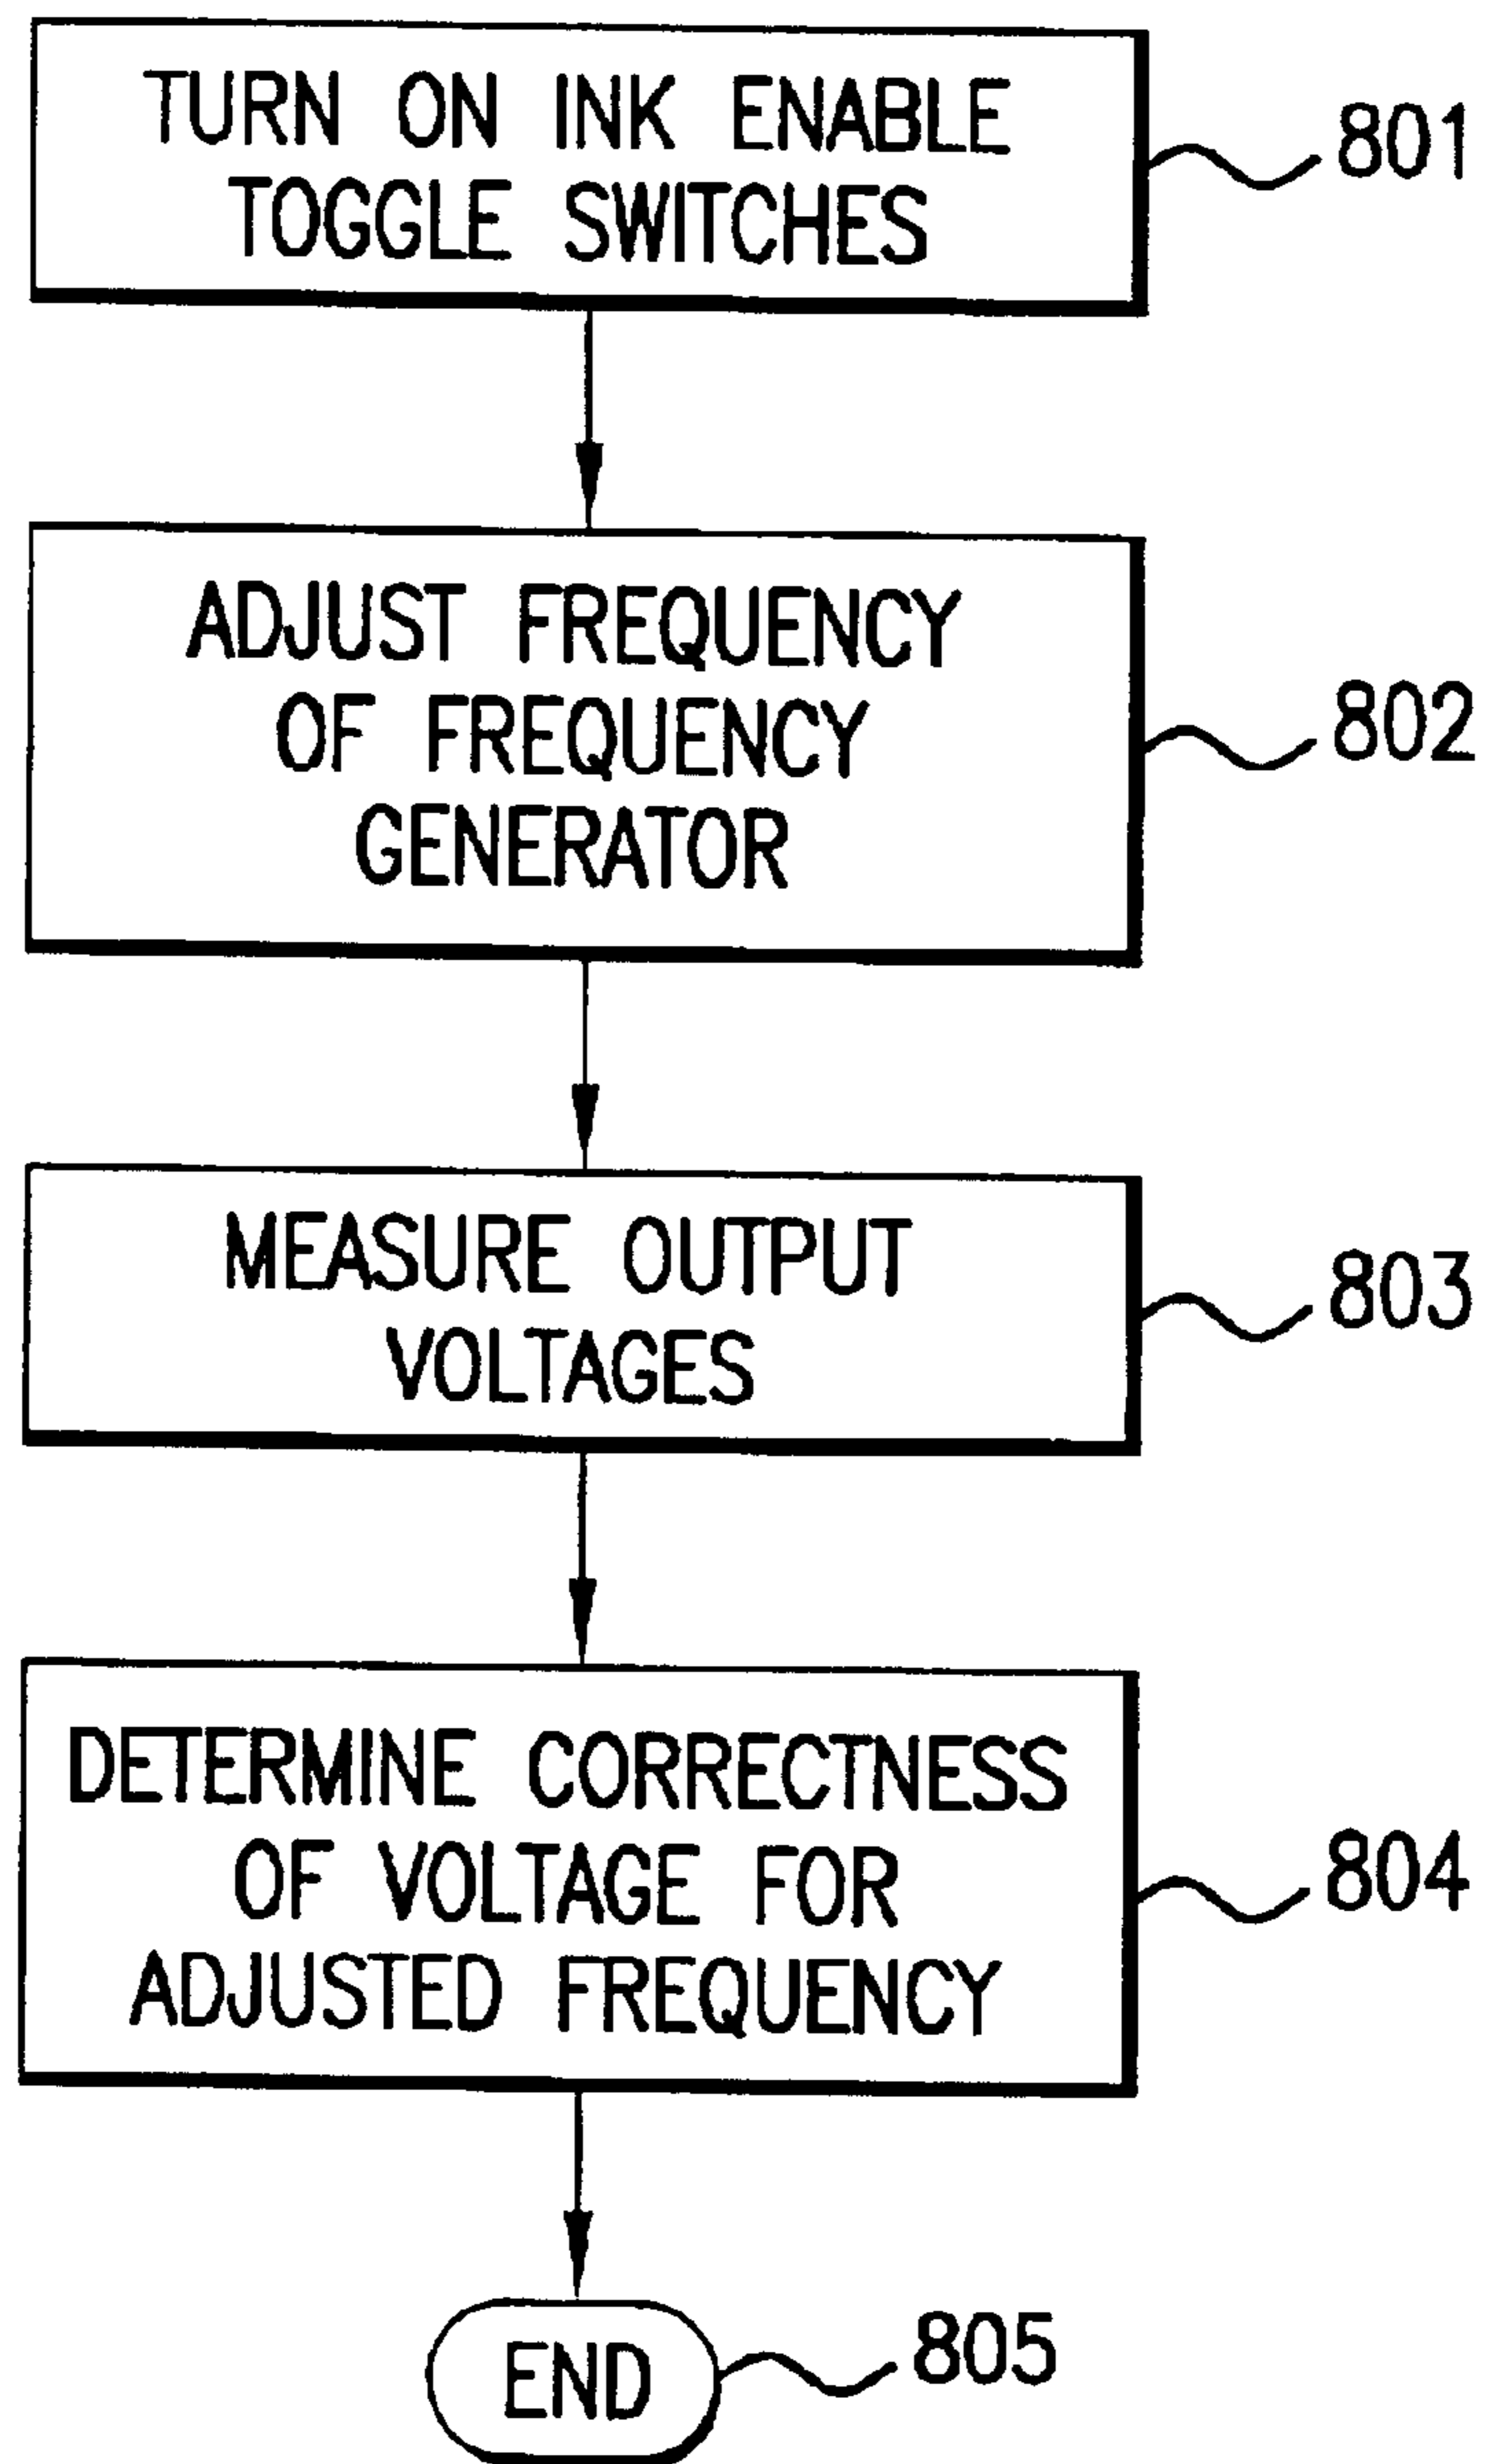 TURN ON INK ENABLE
TOGGLE SWITCHES
801
ADJUST FREQUENCY
OF FREQUENCY
GENERATOR
802
MEASURE OUTPUT
VOLTAGES
803
DETERMINE CORRECTNESS
OF VOLTAGE FOR
ADJUSTED FREQUENCY
804
END
805